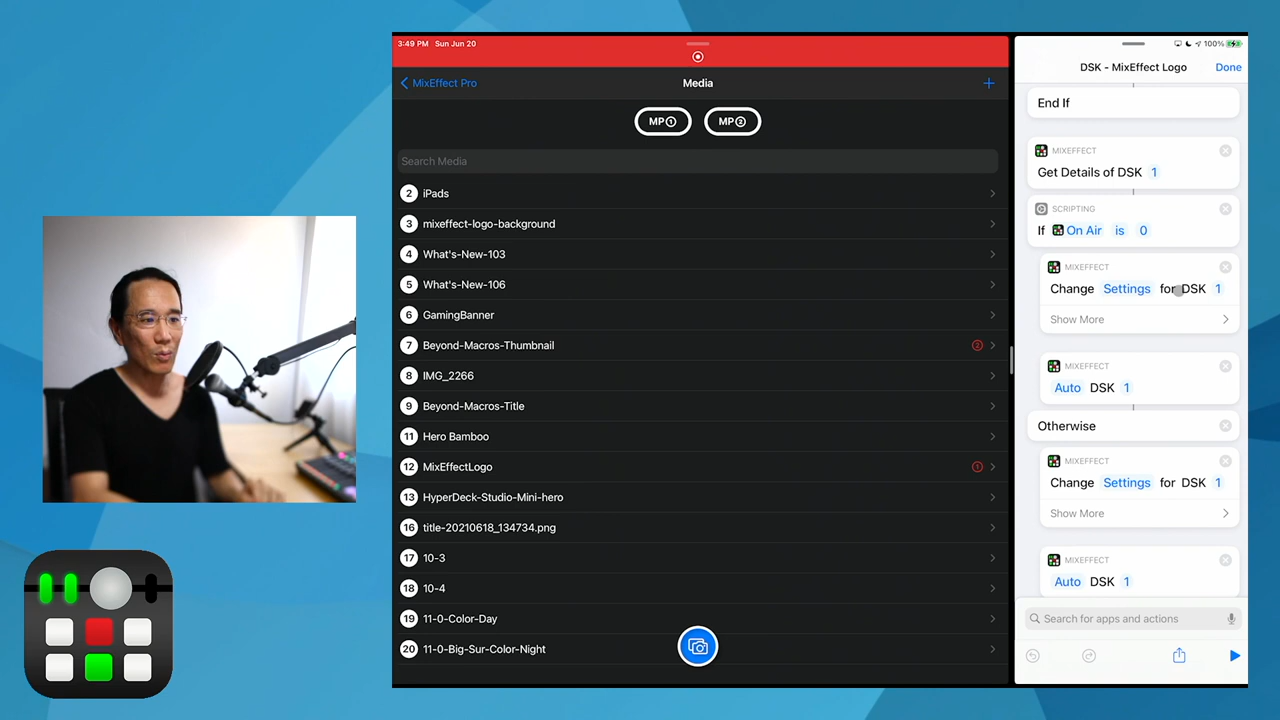 3:49 PM Sun Jun 20
MixEffect Pro
Media
MP 1
MP 2
Search Media
2 iPads
3 mixeffect-logo-background
4 What's-New-103
5 What's-New-106
6 GamingBanner
7 Beyond-Macros-Thumbnail 2
8 IMG_2266
9 Beyond-Macros-Title
11 Hero Bamboo
12 MixEffectLogo 1
13 HyperDeck-Studio-Mini-hero
16 title-20210618_134734.png
17 10-3
18 10-4
19 11-0-Color-Day
20 11-0-Big-Sur-Color-Night
100%
DSK - MixEffect Logo Done
End If
MIXEFFECT
Get Details of DSK 1
SCRIPTING
If On Air is 0
MIXEFFECT
Change Settings for DSK 1
Show More
MIXEFFECT
Auto DSK 1
Otherwise
MIXEFFECT
Change Settings for DSK 1
Show More
MIXEFFECT
Auto DSK 1
Search for apps and actions